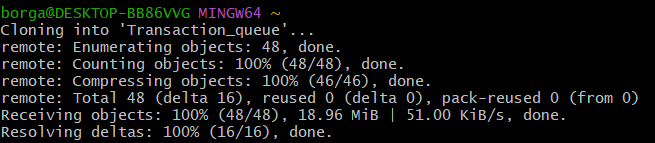 borga@DESKTOP-BB86VVG MINGW64 ~
Cloning into 'Transaction_queue'...
remote: Enumerating objects: 48, done.
remote: Counting objects: 100% (48/48), done.
remote: Compressing objects: 100% (46/46), done.
remote: Total 48 (delta 16), reused 0 (delta 0), pack-reused 0 (from 0)
Receiving objects: 100% (48/48), 18.96 MiB | 51.00 KiB/s, done.
Resolving deltas: 100% (16/16), done.